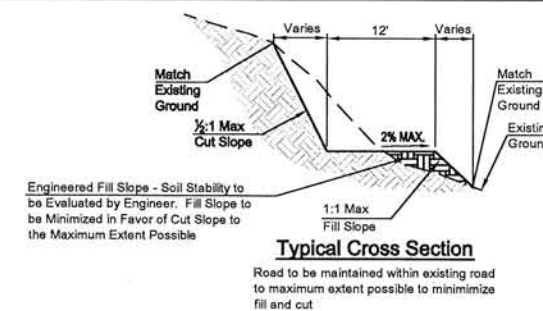 Varies
12'
Varies
Match
Existing
Ground
½:1 Max
Cut Slope
2% MAX.
Match
Existing
Ground
Existin
Groun
Engineered Fill Slope - Soil Stability to
be Evaluated by Engineer. Fill Slope to
be Minimized in Favor of Cut Slope to
the Maximum Extent Possible
1:1 Max
Fill Slope
Typical Cross Section
Road to be maintained within existing road
to maximum extent possible to minimimize
fill and cut